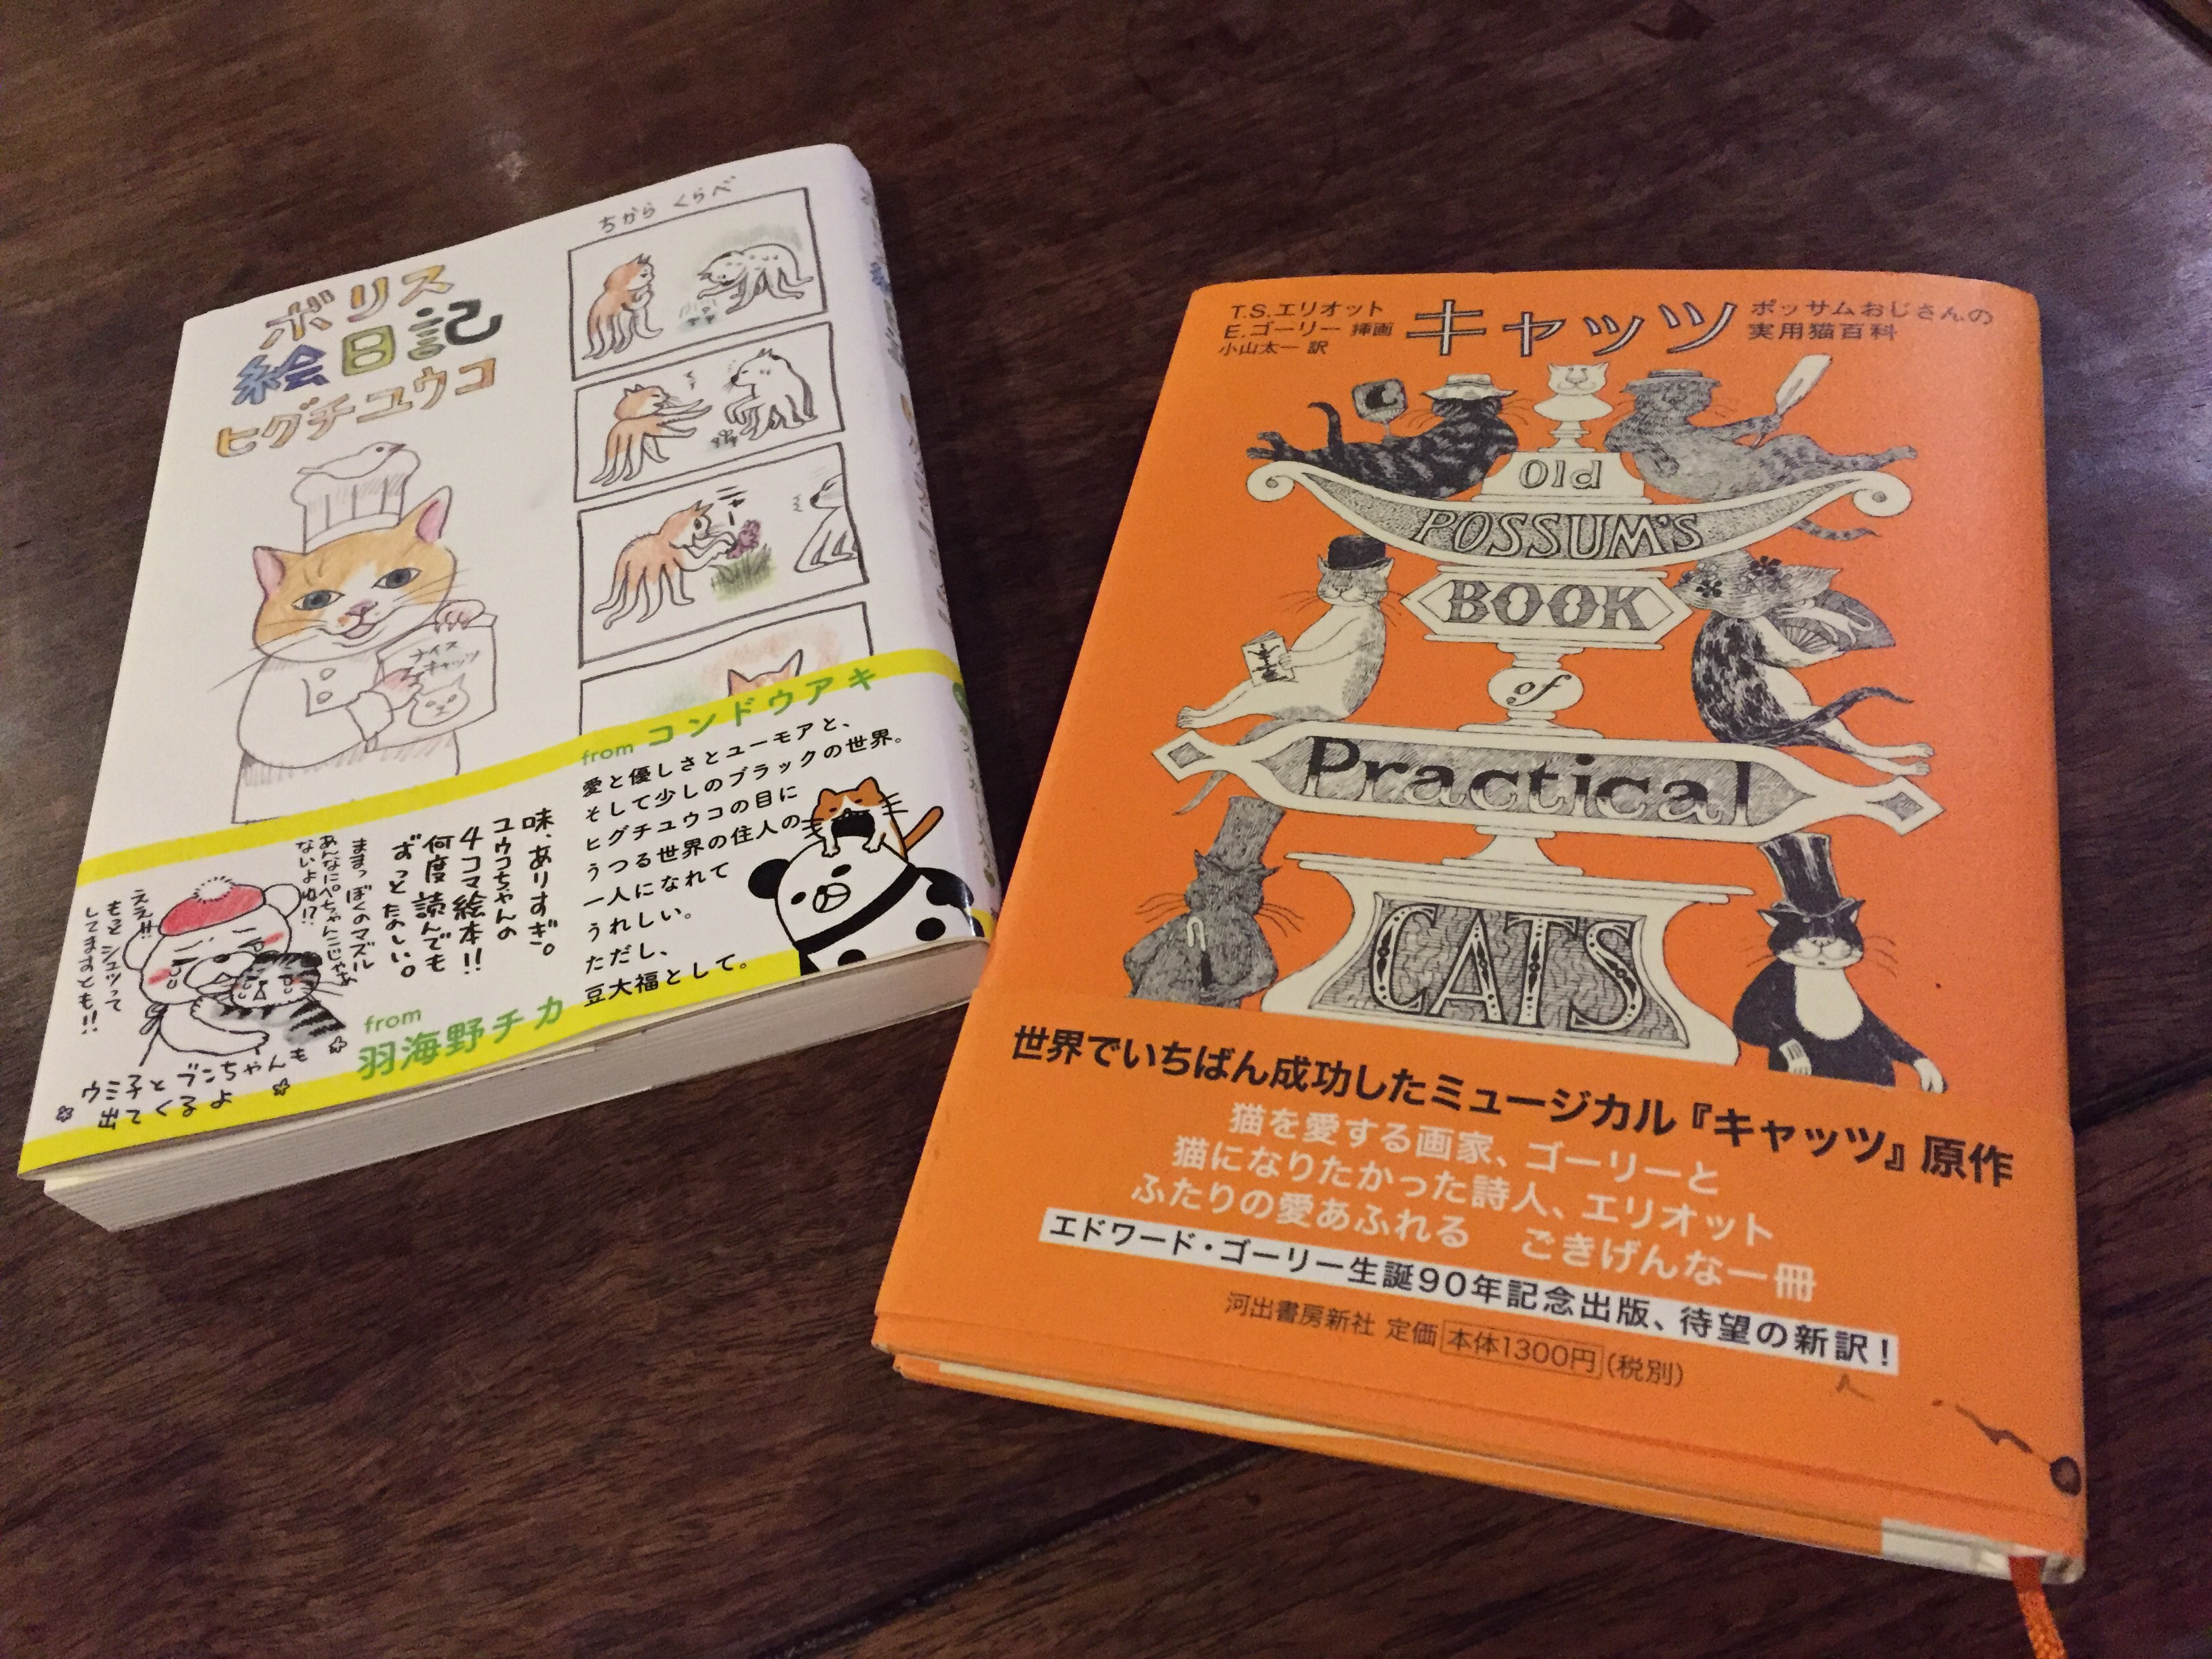 ちから くらべ
ボリス
絵日記
ヒグチユウコ
ナイス
キャッツ
ニャー
from コンドウアキ
愛と優しさとユーモアと、
そして少しのブラックの世界。
ヒグチユウコの目に
うつる世界の住人の
一人になれて
うれしい。
ただし、
豆大福として。
味、ありすぎ。
ユウコちゃんの
4コマ絵本!!
何度読んでも
ずっとたのしい。
from
羽海野チカ
ままっ ぼくのマズル
あんなにぺちゃんこじゃあ
ないよね!?
ええ!!
もっとシュッって
してますとも!!
ウミ子とブンちゃんも
出てくるよ
T.S.エリオット
E.ゴーリー 挿画
小山太一 訳
キャッツ
ポッサムおじさんの
実用猫百科
Old
POSSUM'S
BOOK
of
Practical
CATS
世界でいちばん成功したミュージカル『キャッツ』原作
猫を愛する画家、ゴーリーと
猫になりたかった詩人、エリオット
ふたりの愛あふれる ごきげんな一冊
エドワード・ゴーリー生誕90年記念出版、待望の新訳!
河出書房新社 定価 本体1300円 (税別)